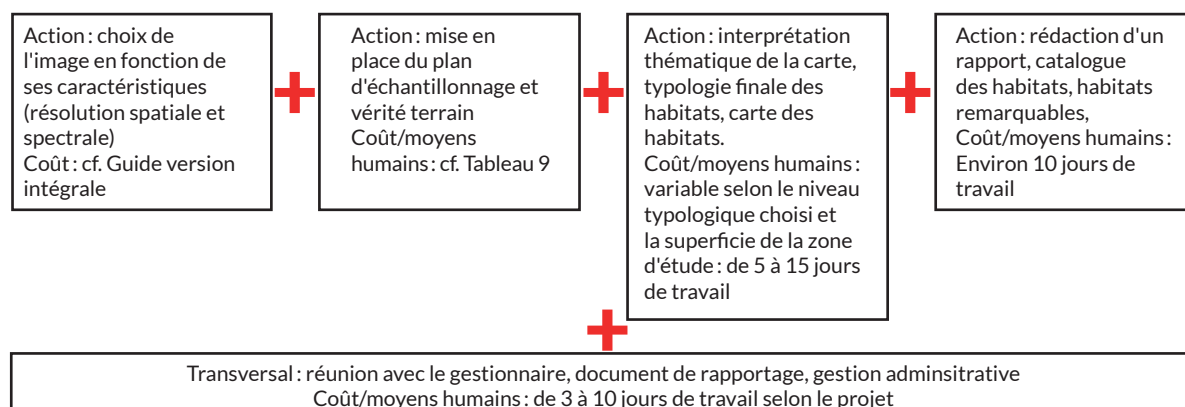 Action : choix de
l'image en fonction de
ses caractéristiques
(résolution spatiale et
spectrale)
Coût : cf. Guide version
intégrale
Action : mise en
place du plan
d'échantillonnage et
vérité terrain
Coût/moyens
humains : cf. Tableau 9
Action : interprétation
thématique de la carte,
typologie finale des
habitats, carte des
habitats.
Coût/moyens humains :
variable selon le niveau
typologique choisi et
la superficie de la zone
d'étude : de 5 à 15 jours
de travail
Action : rédaction d'un
rapport, catalogue
des habitats, habitats
remarquables,
Coût/moyens humains :
Environ 10 jours de
travail
Transversal : réunion avec le gestionnaire, document de rapportage, gestion adminsitrative
Coût/moyens humains : de 3 à 10 jours de travail selon le projet